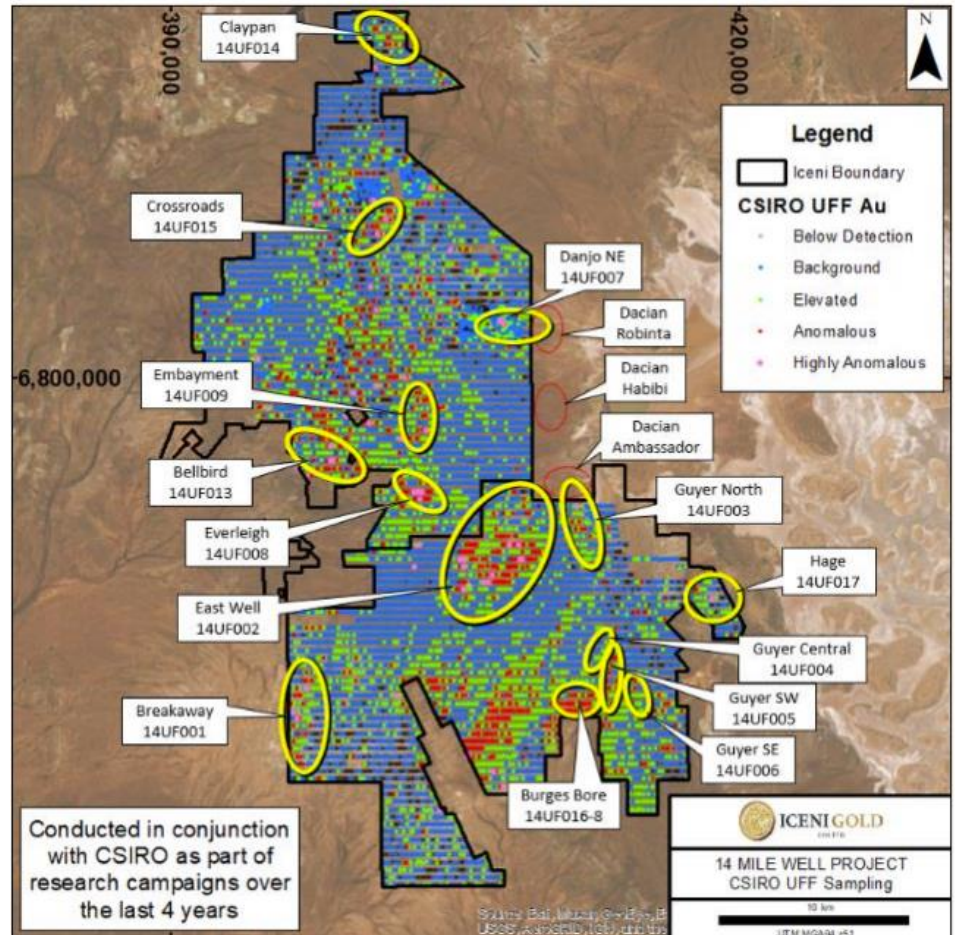 Claypan
14UF014
390,000
420,000
N
Legend
Iceni Boundary
CSIRO UFF Au
Below Detection
Background
Elevated
Anomalous
Highly Anomalous
Crossroads
14UF015
Danjo NE
14UF007
Dacian
Robinta
6,800,000
Dacian
Habibi
Embayment
14UF009
Dacian
Ambassador
Bellbird
14UF013
Guyer North
14UF003
Everleigh
14UF008
Hage
14UF017
East Well
14UF002
Guyer Central
14UF004
Guyer SW
14UF005
Breakaway
14UF001
Guyer SE
14UF006
Burges Bore
14UF016-8
Conducted in conjunction
with CSIRO as part of
research campaigns over
the last 4 years
ICENI GOLD
LIMITED
14 MILE WELL PROJECT
CSIRO UFF Sampling
10 km
UTM MGA94 z51